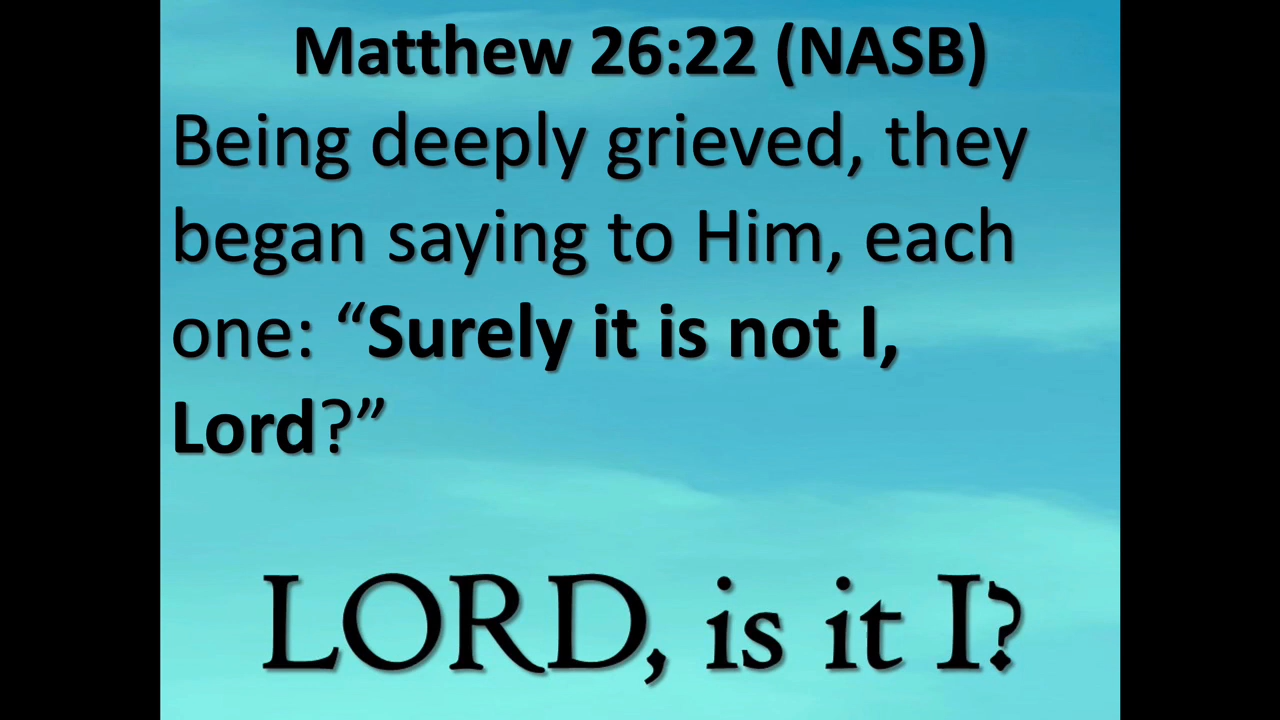 Matthew 26:22 (NASB)
Being deeply grieved, they
began saying to Him, each
one: “Surely it is not I,
Lord?”
LORD, is it I?